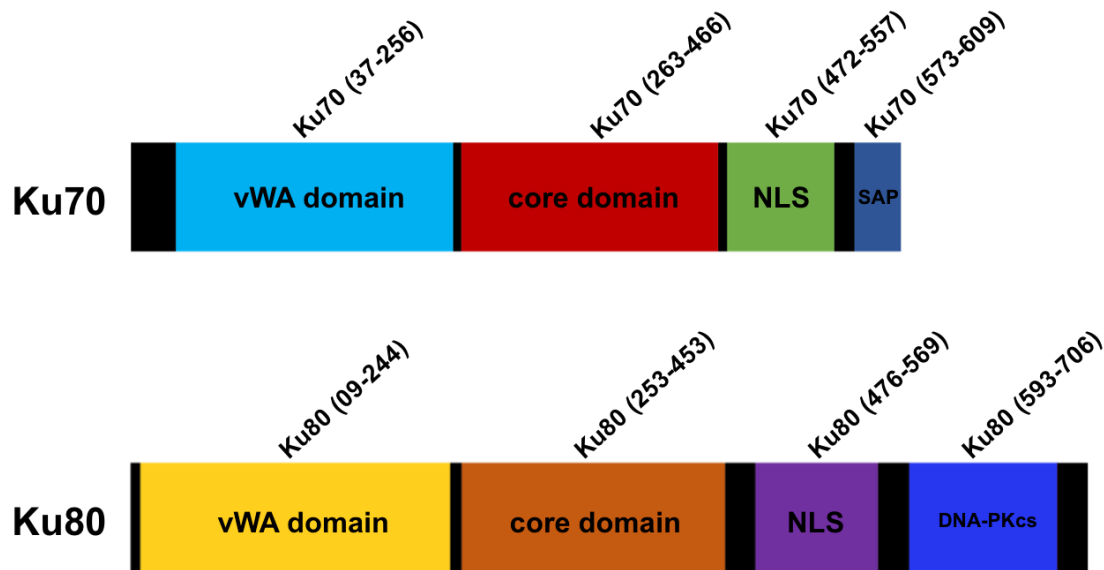 Ku70 (37-256)
Ku70 (263-466)
Ku70 (472-557)
Ku70 (573-609)
Ku70
vWA domain
core domain
NLS
SAP
Ku80 (09-244)
Ku80 (253-453)
Ku80 (476-569)
Ku80 (593-706)
Ku80
vWA domain
core domain
NLS
DNA-PKcs